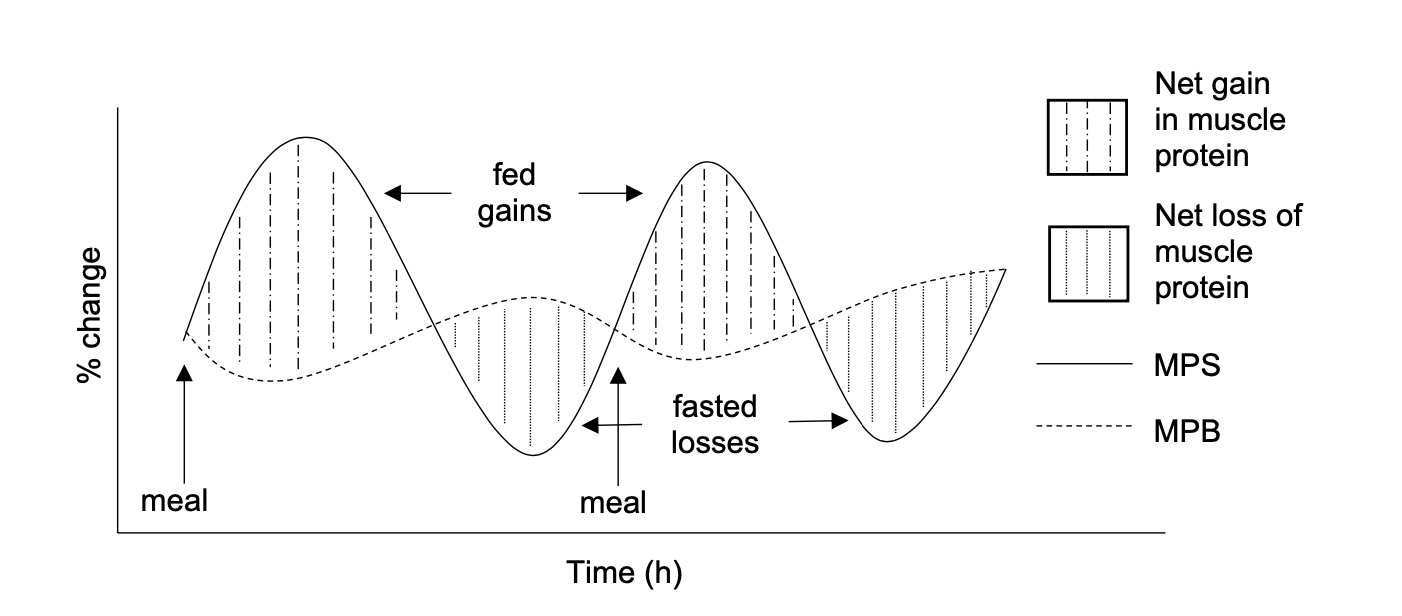 Net gain
in muscle
protein
fed
gains
Net loss of
muscle
protein
% change
MPS
fasted
losses
MPB
meal
meal
Time (h)